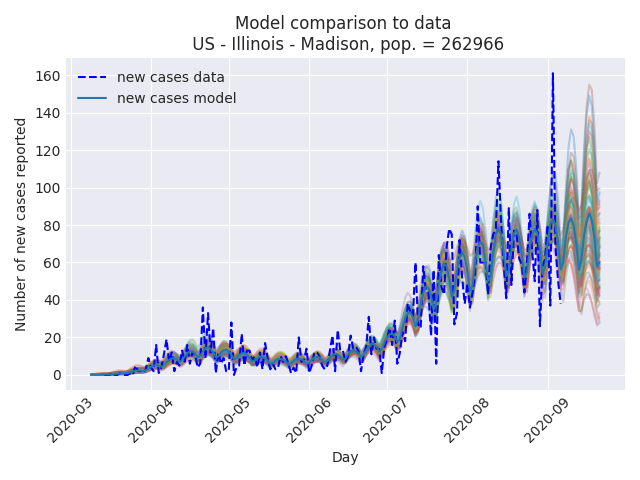 Model comparison to data
US - Illinois - Madison, pop. = 262966
new cases data
new cases model
Number of new cases reported
160
140
120
100
80
60
40
20
0
2020-03
2020-04
2020-05
2020-06
2020-07
2020-08
2020-09
Day